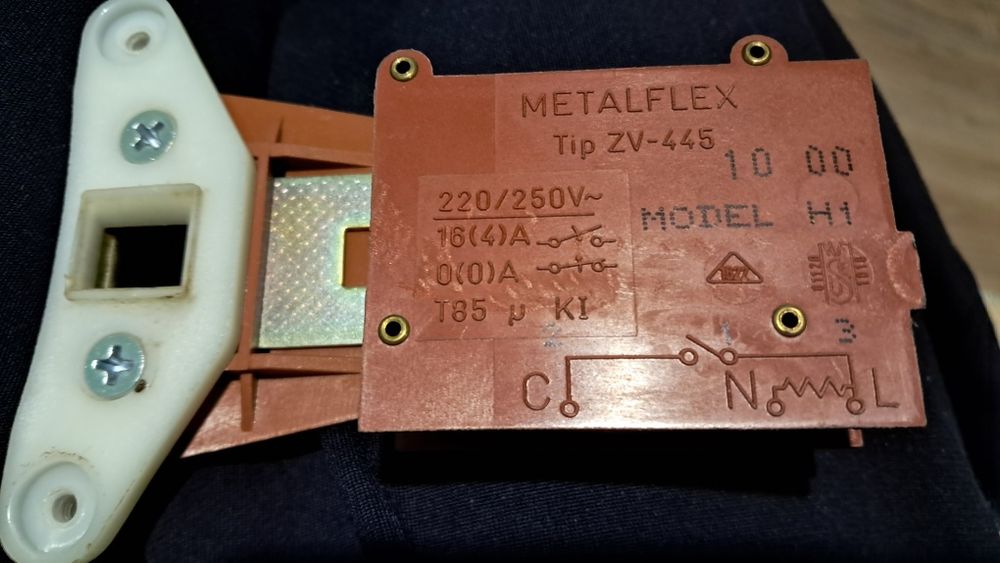 METALFLEX
Tip ZV-445
10 00
MODEL H1
220/250V~
16(4)A
0(0)A
T85 µ KI
2 1 3
C N L